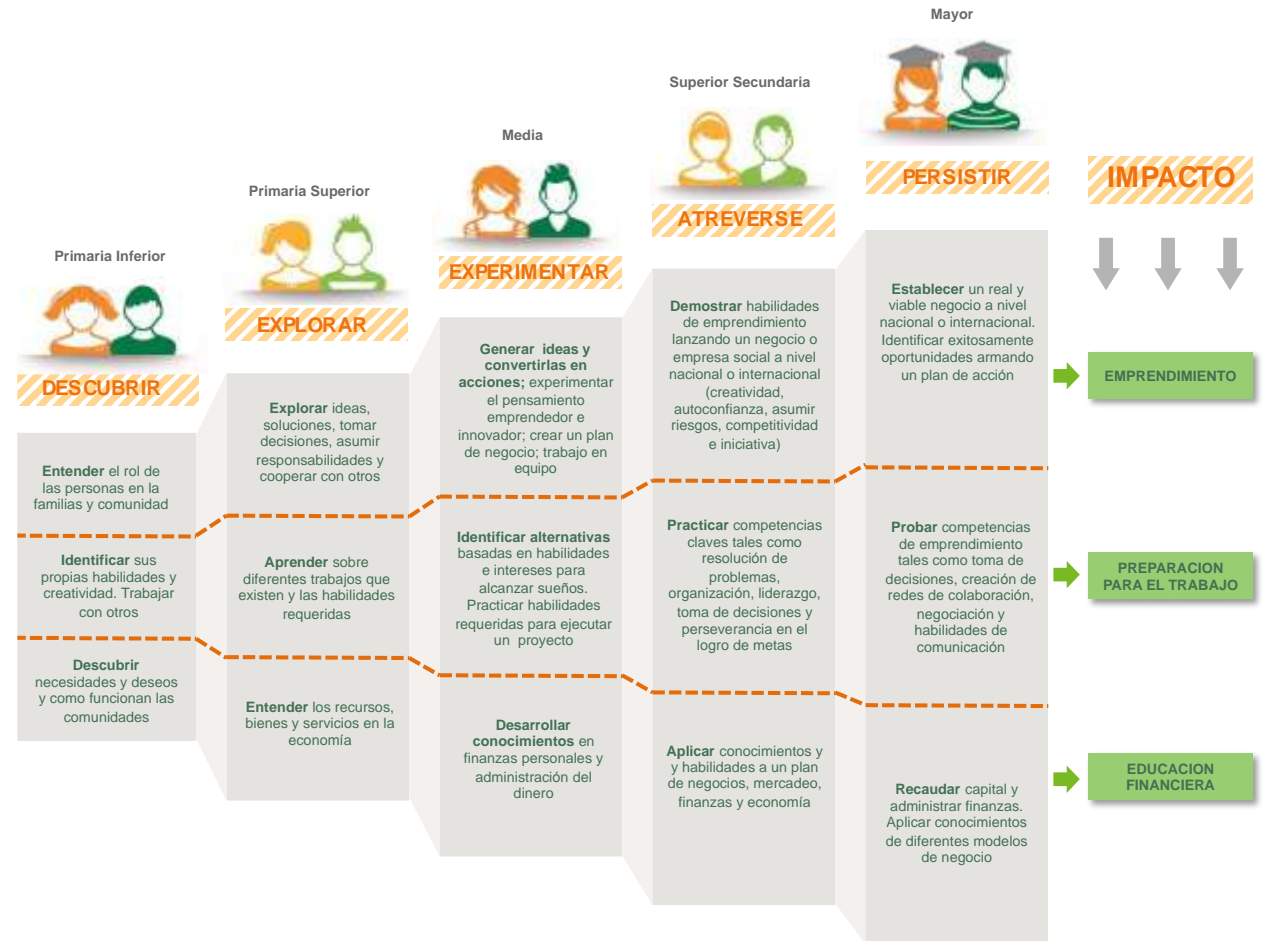 Primaria Inferior
DESCUBRIR
Entender el rol de
las personas en la
familias y comunidad
Identificar sus
propias habilidades y
creatividad. Trabajar
con otros
Descubrir
necesidades y deseos
y como funcionan las
comunidades
Primaria Superior
EXPLORAR
Explorar ideas,
soluciones, tomar
decisiones, asumir
responsabilidades y
cooperar con otros
Aprender sobre
diferentes trabajos que
existen y las habilidades
requeridas
Entender los recursos,
bienes y servicios en la
economía
Media
EXPERIMENTAR
Generar ideas y
convertirlas en
acciones; experimentar
el pensamiento
emprendedor e
innovador; crear un plan
de negocio; trabajo en
equipo
Identificar alternativas
basadas en habilidades
e intereses para
alcanzar sueños.
Practicar habilidades
requeridas para ejecutar
un proyecto
Desarrollar
conocimientos en
finanzas personales y
administración del
dinero
Superior Secundaria
ATREVERSE
Demostrar habilidades
de emprendimiento
lanzando un negocio o
empresa social a nivel
nacional o internacional
(creatividad,
autoconfianza, asumir
riesgos, competitividad
e iniciativa)
Practicar competencias
claves tales como
resolución de
problemas,
organización, liderazgo,
toma de decisiones y
perseverancia en el
logro de metas
Aplicar conocimientos y
y habilidades a un plan
de negocios, mercadeo,
finanzas y economía
Mayor
PERSISTIR
Establecer un real y
viable negocio a nivel
nacional o internacional.
Identificar exitosamente
oportunidades armando
un plan de acción
Probar competencias
de emprendimiento
tales como toma de
decisiones, creación de
redes de colaboración,
negociación y
habilidades de
comunicación
Recaudar capital y
administrar finanzas.
Aplicar conocimientos
de diferentes modelos
de negocio
IMPACTO
EMPRENDIMIENTO
PREPARACION
PARA EL TRABAJO
EDUCACION
FINANCIERA